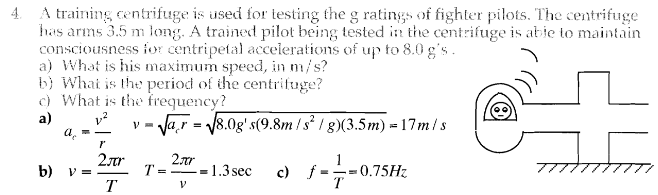 4. A training centrifuge is used for testing the g ratings of fighter pilots. The centrifuge
has arms 3.5 m long. A trained pilot being tested in the centrifuge is able to maintain
consciousness for centripetal accelerations of up to 8.0 g's.
a) What is his maximum speed, in m/s?
b) What is the period of the centrifuge?
c) What is the frequency?
a) a_c = v²/r v = √(a_c r) = √(8.0g's(9.8m/s²/g)(3.5m)) = 17m/s
b) v = 2πr/T T = 2πr/v = 1.3 sec c) f = 1/T = 0.75Hz